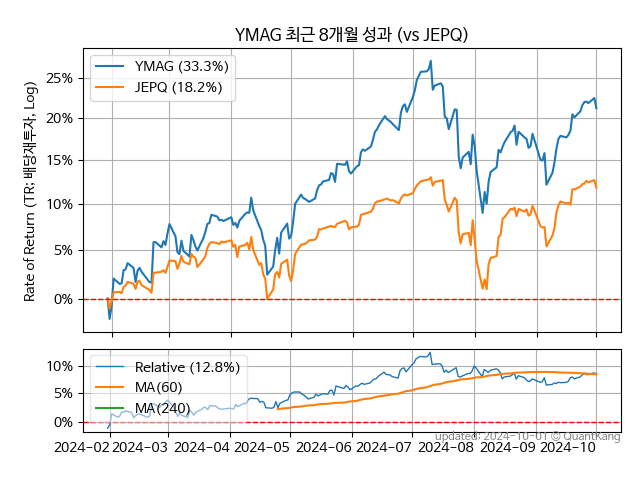 YMAG 최근 8개월 성과 (vs JEPQ)
Rate of Return (TR: 배당재투자, Log)
YMAG (33.3%)
JEPQ (18.2%)
25%
20%
15%
10%
5%
0%
Relative (12.8%)
MA(60)
MA(240)
10%
5%
0%
2024-02 2024-03 2024-04 2024-05 2024-06 2024-07 2024-08 2024-09 2024-10
updated: 2024-10-01 © QuantKang